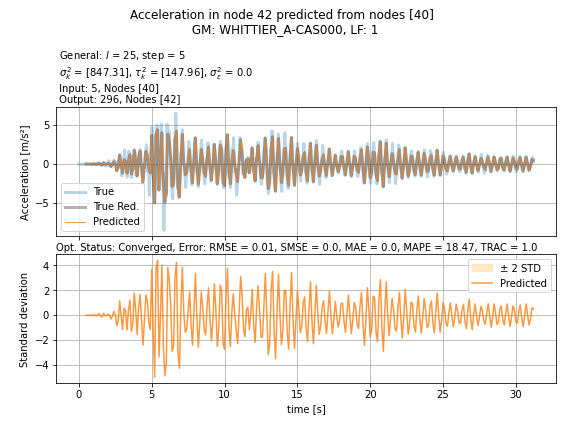 Acceleration in node 42 predicted from nodes [40]
GM: WHITTIER_A-CAS000, LF: 1
General: l = 25, step = 5
σ²ₖ = [847.31], τ²ₖ = [147.96], σ²ε = 0.0
Input: 5, Nodes [40]
Output: 296, Nodes [42]
Acceleration [m/s²]
5
0
−5
True
True Red.
Predicted
Opt. Status: Converged, Error: RMSE = 0.01, SMSE = 0.0, MAE = 0.0, MAPE = 18.47, TRAC = 1.0
Standard deviation
4
2
0
−2
−4
± 2 STD
Predicted
0 5 10 15 20 25 30
time [s]